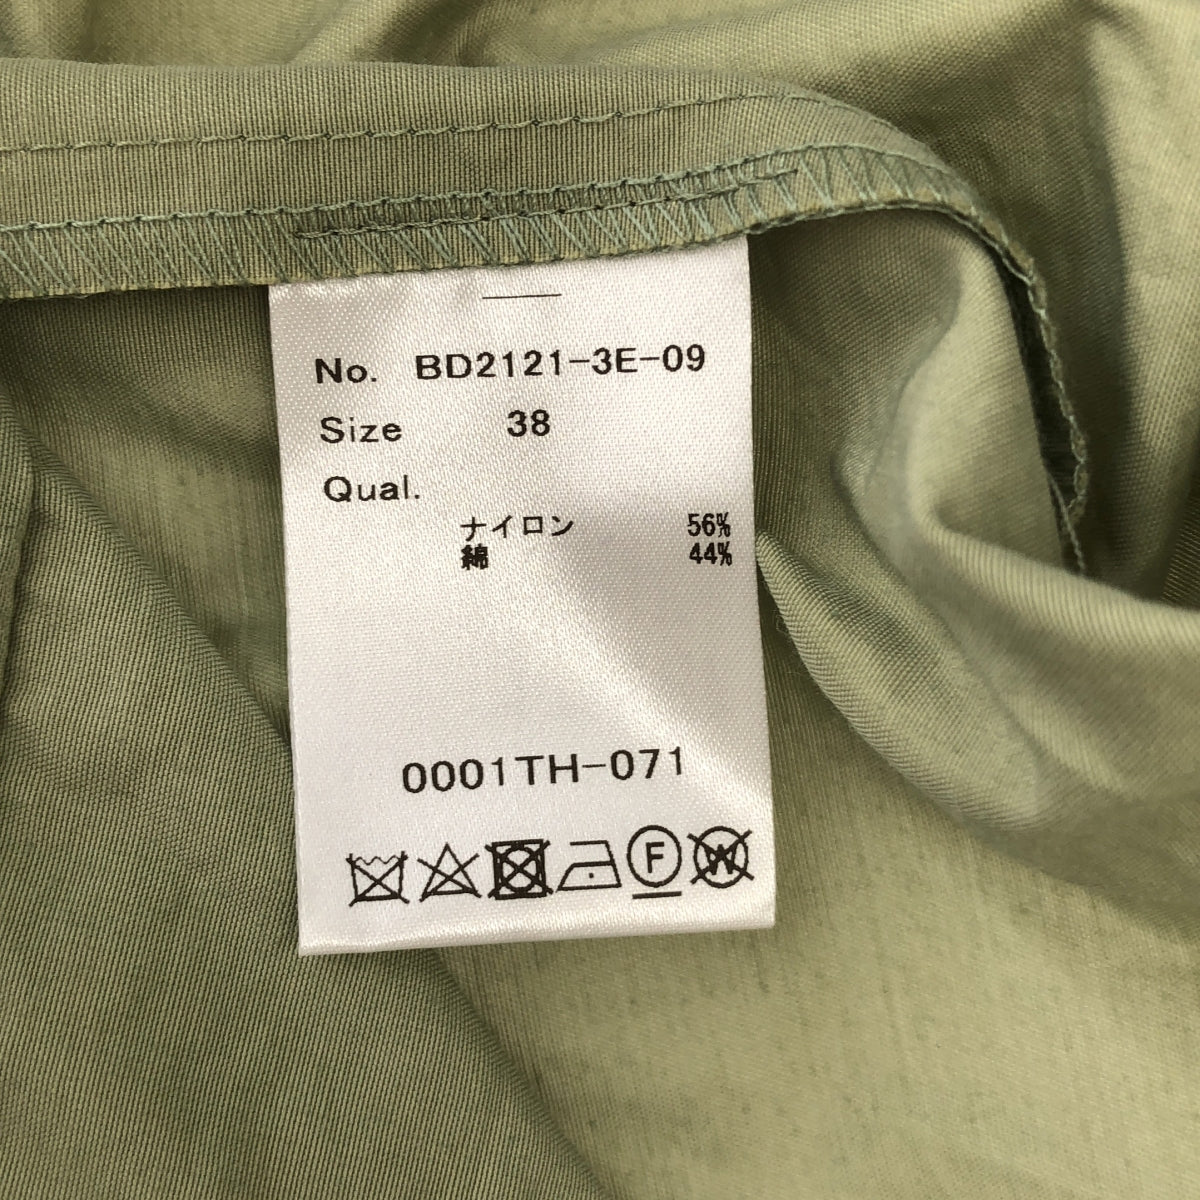 No. BD2121-3E-09
Size 38
Qual.
ナイロン 56%
綿 44%
0001TH-071
F W